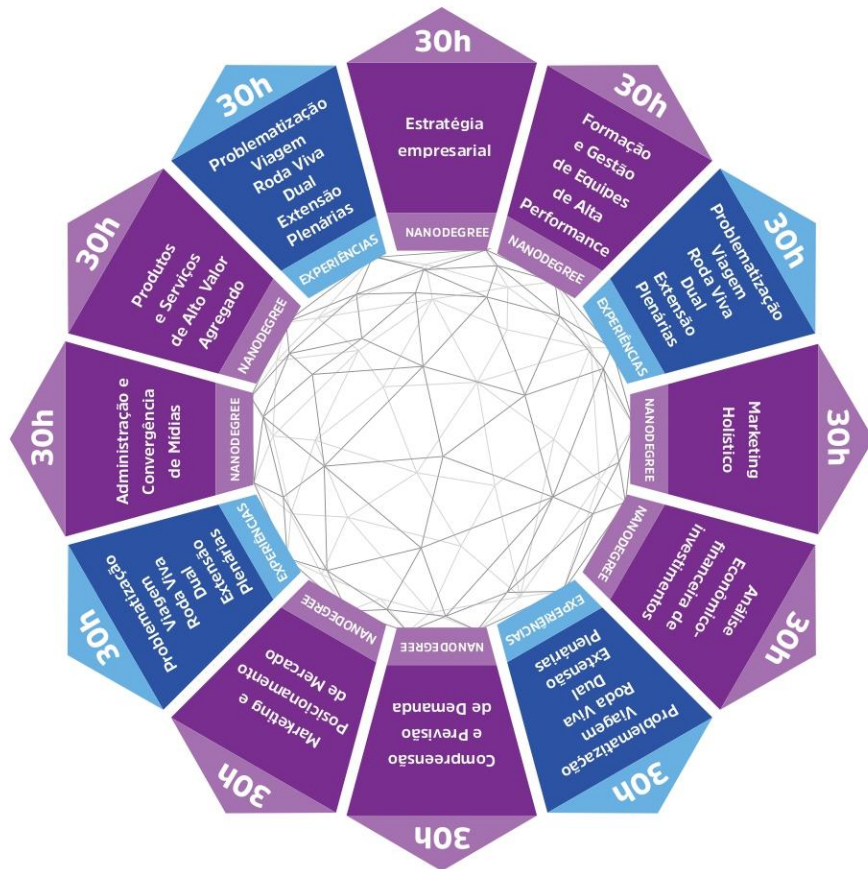 30h
Estratégia
empresarial
NANODEGREE
30h
Formação
e Gestão
de Equipes
de Alta
Performance
NANODEGREE
30h
Problematização
Viagem
Roda Viva
Dual
Extensão
Plenárias
EXPERIÊNCIAS
30h
Marketing
Holístico
NANODEGREE
30h
Análise
Econômico-
financeira de
investimentos
NANODEGREE
30h
Problematização
Viagem
Roda Viva
Dual
Extensão
Plenárias
EXPERIÊNCIAS
30h
Compreensão
e Previsão
de Demanda
NANODEGREE
30h
Marketing e
Posicionamento
de Mercado
NANODEGREE
30h
Problematização
Viagem
Roda Viva
Dual
Extensão
Plenárias
EXPERIÊNCIAS
30h
Administração e
Convergência
de Mídias
NANODEGREE
30h
Produtos
e Serviços
de Alto Valor
Agregado
NANODEGREE
30h
Problematização
Viagem
Roda Viva
Dual
Extensão
Plenárias
EXPERIÊNCIAS